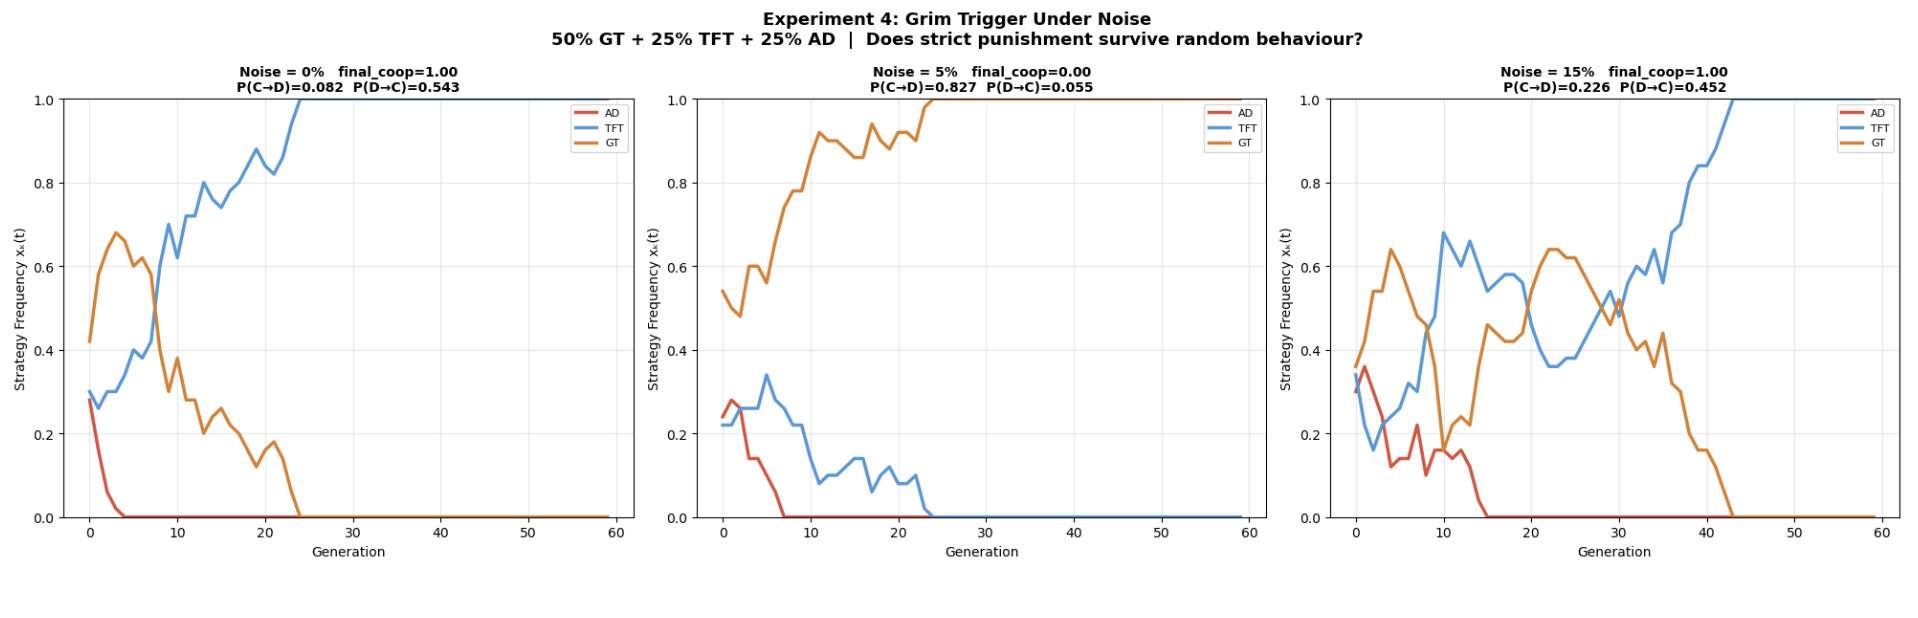 Experiment 4: Grim Trigger Under Noise
50% GT + 25% TFT + 25% AD | Does strict punishment survive random behaviour?
Noise = 0% final_coop=1.00
P(C→D)=0.082 P(D→C)=0.543
Strategy Frequency xₖ(t)
1.0
0.8
0.6
0.4
0.2
0.0
AD
TFT
GT
0 10 20 30 40 50 60
Generation
Noise = 5% final_coop=0.00
P(C→D)=0.827 P(D→C)=0.055
Strategy Frequency xₖ(t)
1.0
0.8
0.6
0.4
0.2
0.0
AD
TFT
GT
0 10 20 30 40 50 60
Generation
Noise = 15% final_coop=1.00
P(C→D)=0.226 P(D→C)=0.452
Strategy Frequency xₖ(t)
1.0
0.8
0.6
0.4
0.2
0.0
AD
TFT
GT
0 10 20 30 40 50 60
Generation